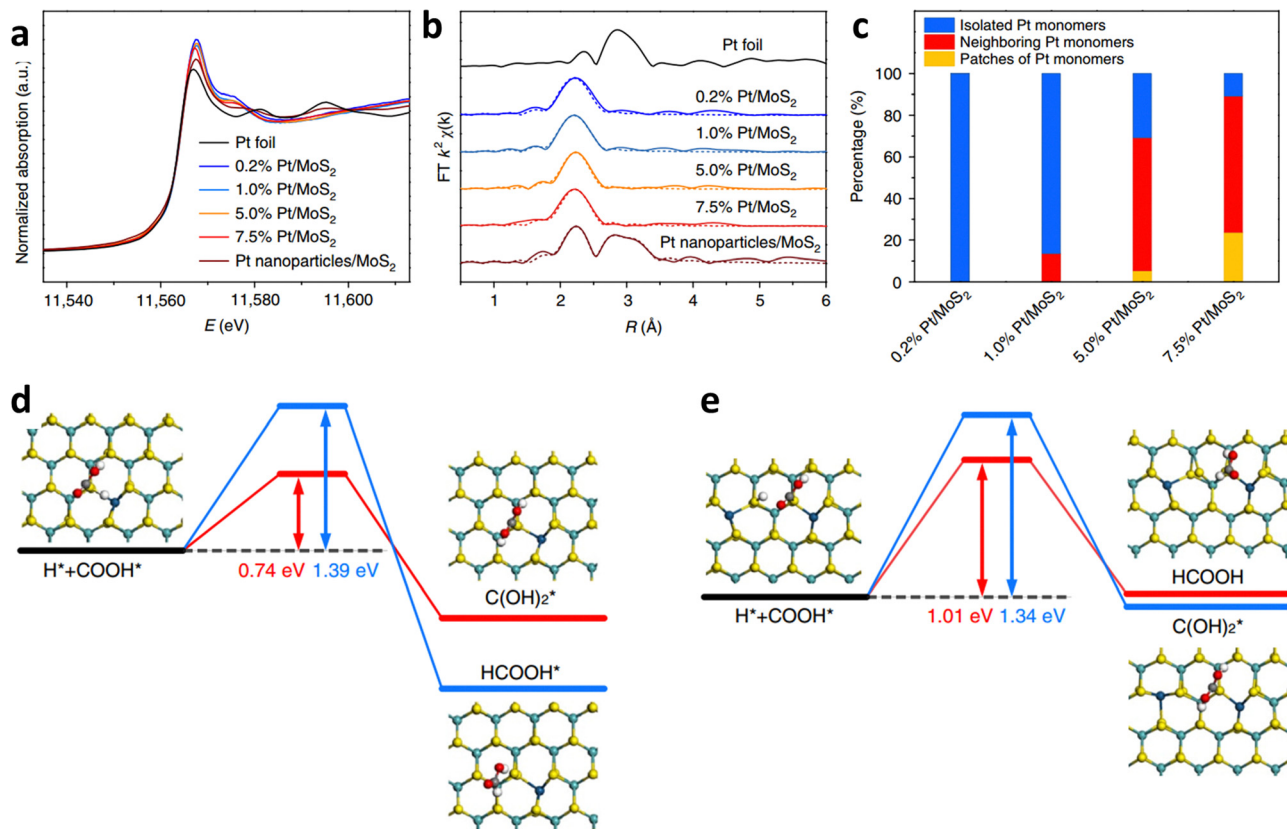 a
Normalized absorption (a.u.)
Pt foil
0.2% Pt/MoS₂
1.0% Pt/MoS₂
5.0% Pt/MoS₂
7.5% Pt/MoS₂
Pt nanoparticles/MoS₂
11,540 11,560 11,580 11,600
E (eV)
b
FT k² χ(k)
Pt foil
0.2% Pt/MoS₂
1.0% Pt/MoS₂
5.0% Pt/MoS₂
7.5% Pt/MoS₂
Pt nanoparticles/MoS₂
1 2 3 4 5 6
R (Å)
c
Isolated Pt monomers
Neighboring Pt monomers
Patches of Pt monomers
Percentage (%)
100
80
60
40
20
0
0.2% Pt/MoS₂
1.0% Pt/MoS₂
5.0% Pt/MoS₂
7.5% Pt/MoS₂
d
H*+COOH*
0.74 eV 1.39 eV
C(OH)₂*
HCOOH*
e
H*+COOH*
1.01 eV 1.34 eV
HCOOH
C(OH)₂*